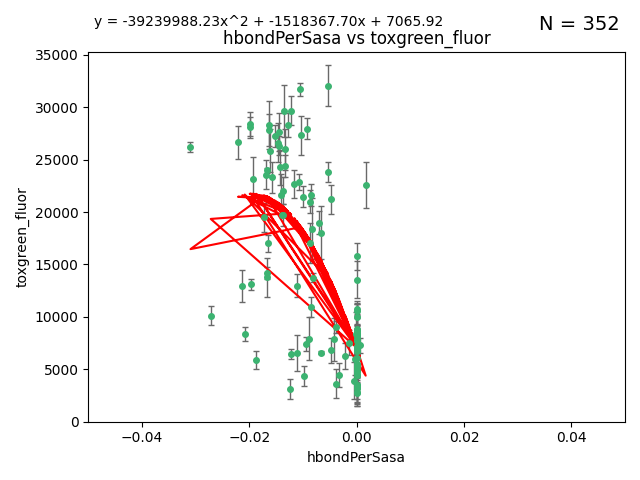 y = -39239988.23x^2 + -1518367.70x + 7065.92
N = 352
hbondPerSasa vs toxgreen_fluor
toxgreen_fluor
35000
30000
25000
20000
15000
10000
5000
0
−0.04
−0.02
0.00
0.02
0.04
hbondPerSasa